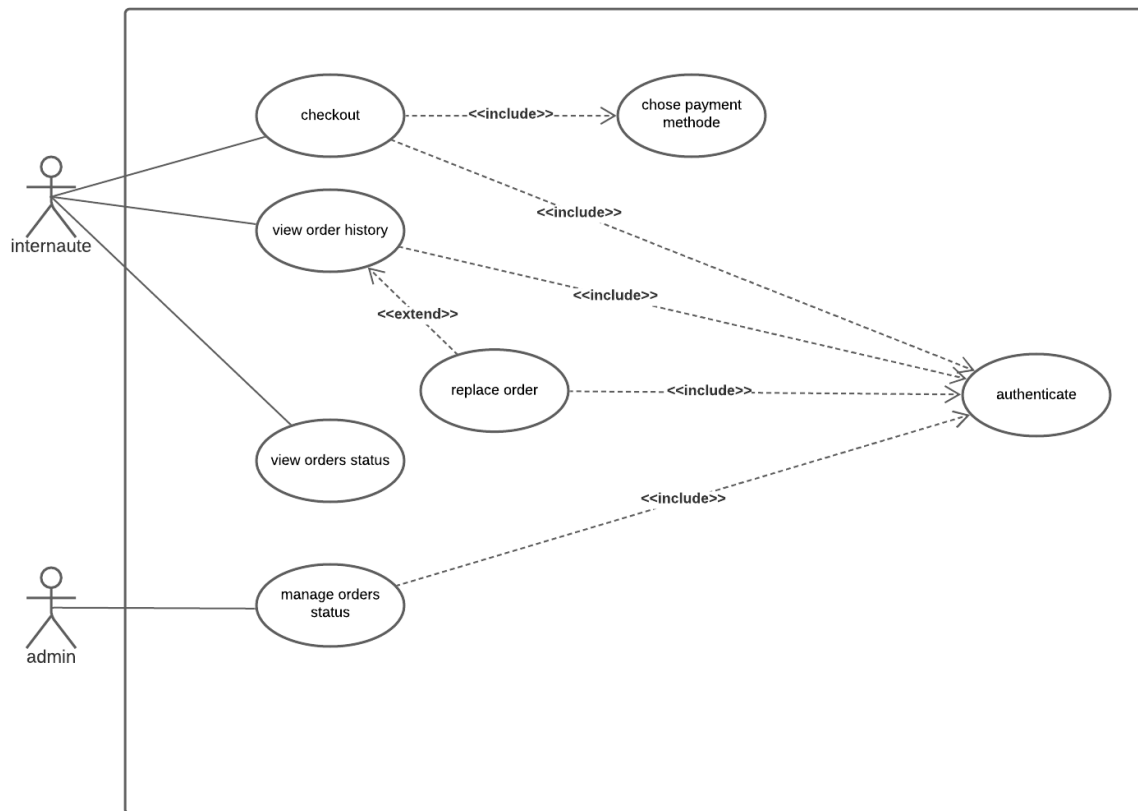 checkout
<<include>>
chose payment
methode
internaute
view order history
<<include>>
<<include>>
<<extend>>
replace order
<<include>>
authenticate
view orders status
<<include>>
manage orders
status
admin